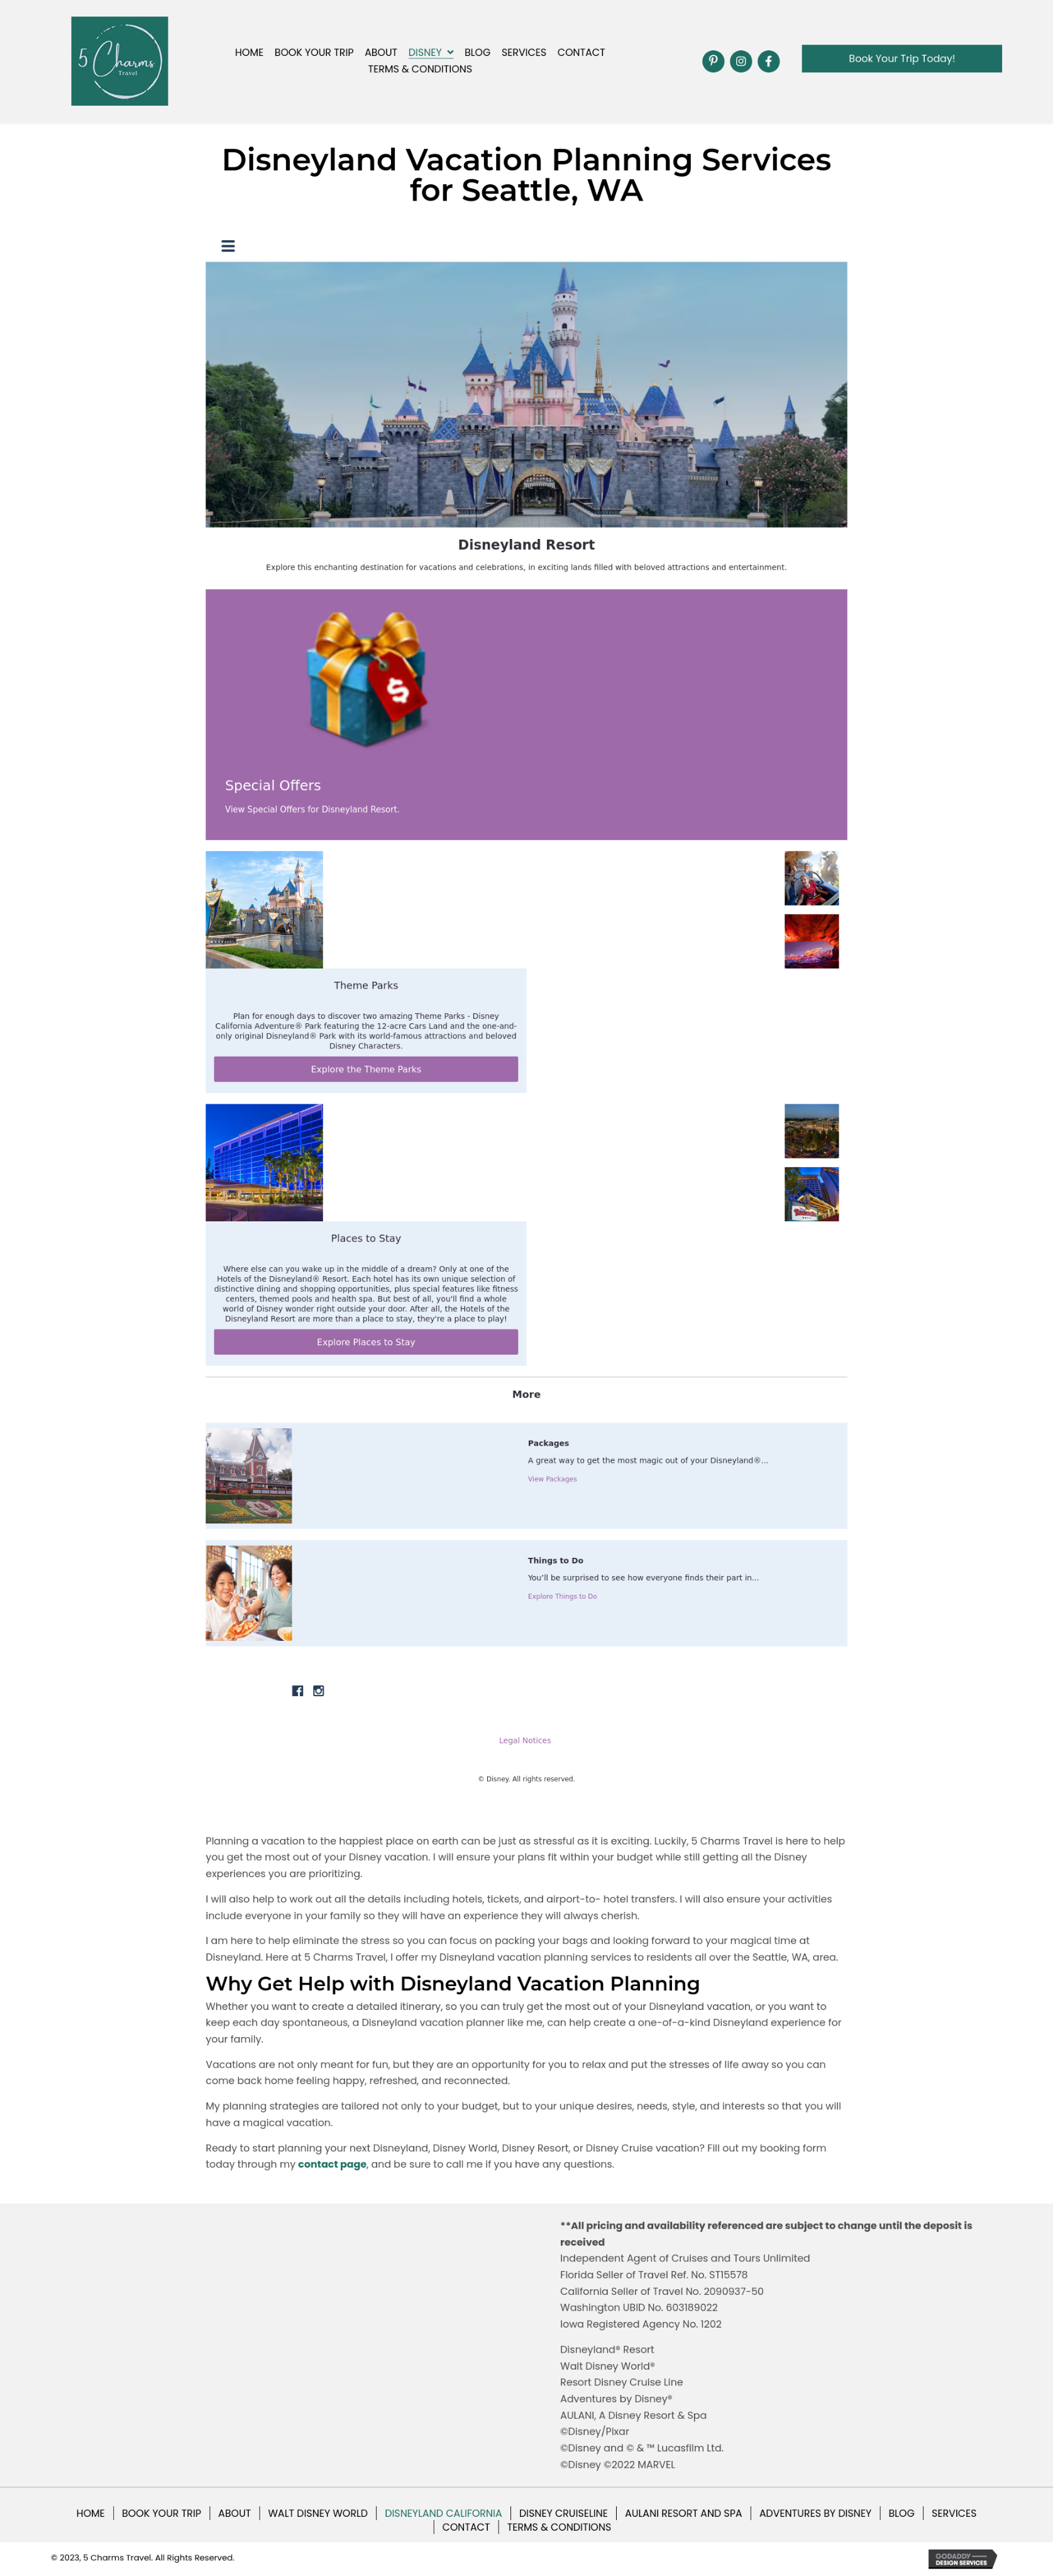 5 Charms
Travel
HOME BOOK YOUR TRIP ABOUT DISNEY BLOG SERVICES CONTACT
TERMS & CONDITIONS
Book Your Trip Today!
Disneyland Vacation Planning Services
for Seattle, WA
Disneyland Resort
Explore this enchanting destination for vacations and celebrations, in exciting lands filled with beloved attractions and entertainment.
$
Special Offers
View Special Offers for Disneyland Resort.
Theme Parks
Plan for enough days to discover two amazing Theme Parks - Disney
California Adventure® Park featuring the 12-acre Cars Land and the one-and-
only original Disneyland® Park with its world-famous attractions and beloved
Disney Characters.
Explore the Theme Parks
Places to Stay
Where else can you wake up in the middle of a dream? Only at one of the
Hotels of the Disneyland® Resort. Each hotel has its own unique selection of
distinctive dining and shopping opportunities, plus special features like fitness
centers, themed pools and health spa. But best of all, you'll find a whole
world of Disney wonder right outside your door. After all, the Hotels of the
Disneyland Resort are more than a place to stay, they're a place to play!
Explore Places to Stay
More
Packages
A great way to get the most magic out of your Disneyland®...
View Packages
Things to Do
You'll be surprised to see how everyone finds their part in...
Explore Things to Do
Legal Notices
© Disney. All rights reserved.
Planning a vacation to the happiest place on earth can be just as stressful as it is exciting. Luckily, 5 Charms Travel is here to help
you get the most out of your Disney vacation. I will ensure your plans fit within your budget while still getting all the Disney
experiences you are prioritizing.
I will also help to work out all the details including hotels, tickets, and airport-to- hotel transfers. I will also ensure your activities
include everyone in your family so they will have an experience they will always cherish.
I am here to help eliminate the stress so you can focus on packing your bags and looking forward to your magical time at
Disneyland. Here at 5 Charms Travel, I offer my Disneyland vacation planning services to residents all over the Seattle, WA, area.
Why Get Help with Disneyland Vacation Planning
Whether you want to create a detailed itinerary, so you can truly get the most out of your Disneyland vacation, or you want to
keep each day spontaneous, a Disneyland vacation planner like me, can help create a one-of-a-kind Disneyland experience for
your family.
Vacations are not only meant for fun, but they are an opportunity for you to relax and put the stresses of life away so you can
come back home feeling happy, refreshed, and reconnected.
My planning strategies are tailored not only to your budget, but to your unique desires, needs, style, and interests so that you will
have a magical vacation.
Ready to start planning your next Disneyland, Disney World, Disney Resort, or Disney Cruise vacation? Fill out my booking form
today through my contact page, and be sure to call me if you have any questions.
**All pricing and availability referenced are subject to change until the deposit is
received
Independent Agent of Cruises and Tours Unlimited
Florida Seller of Travel Ref. No. ST15578
California Seller of Travel No. 2090937-50
Washington UBID No. 603189022
Iowa Registered Agency No. 1202
Disneyland® Resort
Walt Disney World®
Resort Disney Cruise Line
Adventures by Disney®
AULANI, A Disney Resort & Spa
©Disney/Pixar
©Disney and © & ™ Lucasfilm Ltd.
©Disney ©2022 MARVEL
HOME BOOK YOUR TRIP ABOUT WALT DISNEY WORLD DISNEYLAND CALIFORNIA DISNEY CRUISELINE AULANI RESORT AND SPA ADVENTURES BY DISNEY BLOG SERVICES
CONTACT TERMS & CONDITIONS
© 2023, 5 Charms Travel. All Rights Reserved.
GODADDY
DESIGN SERVICES